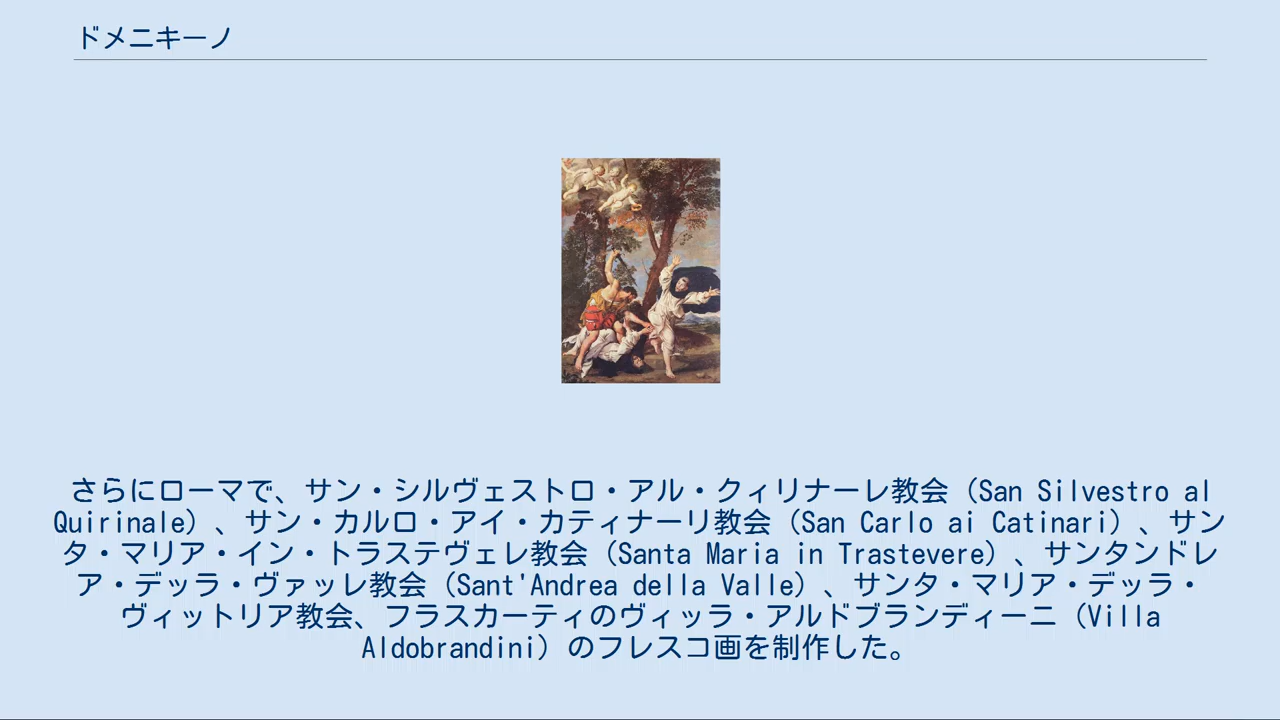 ドメニキーノ
さらにローマで、サン・シルヴェストロ・アル・クィリナーレ教会（San Silvestro al
Quirinale）、サン・カルロ・アイ・カティナーリ教会（San Carlo ai Catinari）、サン
タ・マリア・イン・トラステヴェレ教会（Santa Maria in Trastevere）、サンタンドレ
ア・デッラ・ヴァッレ教会（Sant'Andrea della Valle）、サンタ・マリア・デッラ・
ヴィットリア教会、フラスカーティのヴィッラ・アルドブランディーニ（Villa
Aldobrandini）のフレスコ画を制作した。